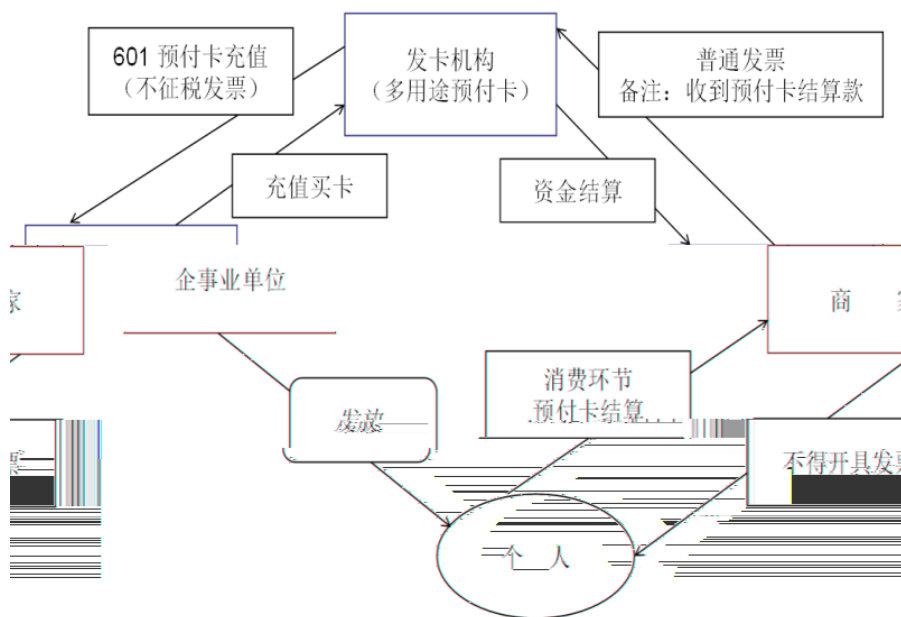 601 预付卡充值
（不征税发票）
发卡机构
（多用途预付卡）
普通发票
备注：收到预付卡结算款
充值买卡
资金结算
家
企事业单位
商
消费环节
预付卡结算
发放
票
不得开具发票
个 人